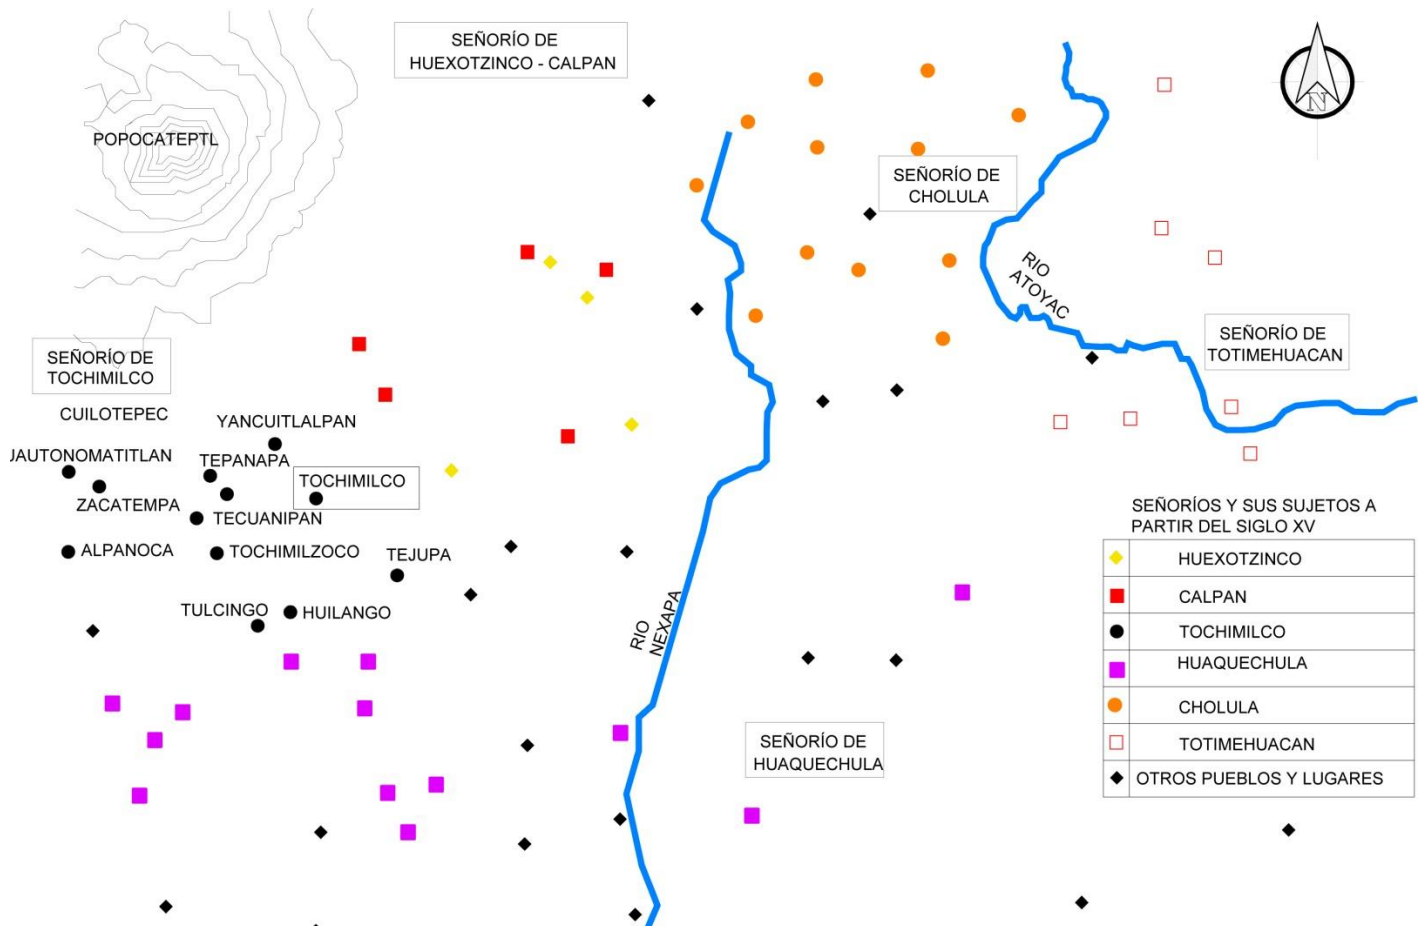 SEÑORÍO DE
HUEXOTZINCO - CALPAN
POPOCATEPTL
N
SEÑORÍO DE
CHOLULA
RIO
ATOYAC
SEÑORÍO DE
TOTIMEHUACAN
SEÑORÍO DE
TOCHIMILCO
CUILOTEPEC
YANCUITLALPAN
JAUTONOMATITLAN
TEPANAPA
TOCHIMILCO
ZACATEMPA
TECUANIPAN
ALPANOCA
TOCHIMILZOCO
TEJUPA
TULCINGO
HUILANGO
RIO
NEXAPA
SEÑORÍO DE
HUAQUECHULA
SEÑORÍOS Y SUS SUJETOS A
PARTIR DEL SIGLO XV
HUEXOTZINCO
CALPAN
TOCHIMILCO
HUAQUECHULA
CHOLULA
TOTIMEHUACAN
OTROS PUEBLOS Y LUGARES